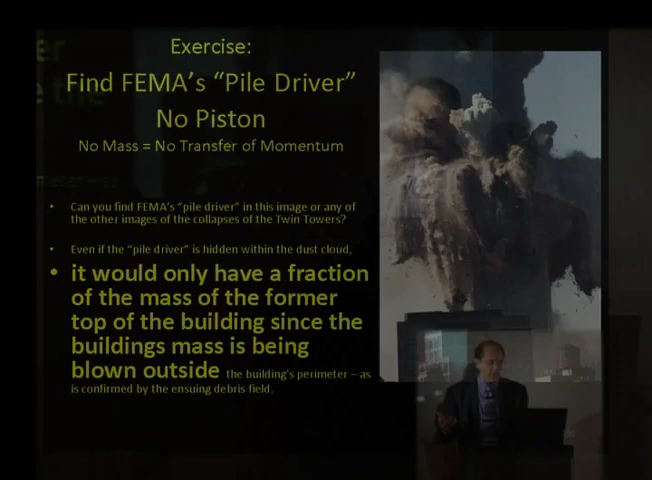 Exercise:
Find FEMA's "Pile Driver"
No Piston
No Mass = No Transfer of Momentum
• Can you find FEMA's "pile driver" in this image or any of
the other images of the collapses of the Twin Towers?
• Even if the "pile driver" is hidden within the dust cloud,
• it would only have a fraction
of the mass of the former
top of the building since the
buildings mass is being
blown outside the building's perimeter – as
is confirmed by the ensuing debris field.